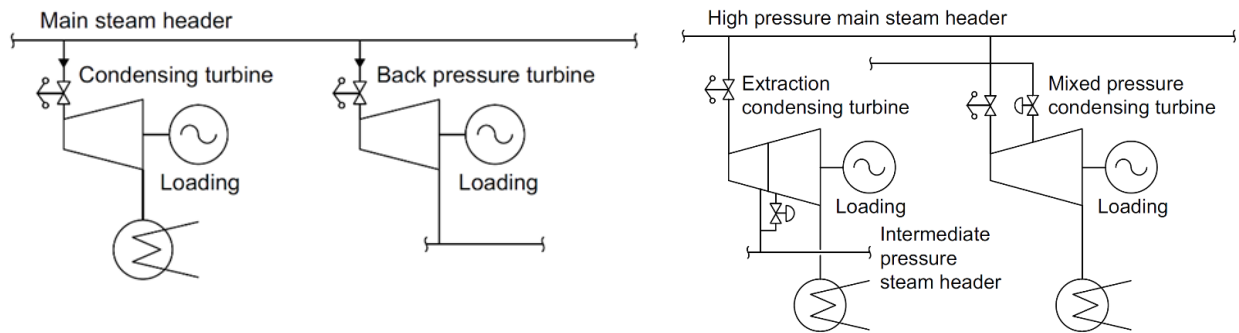 Main steam header
Condensing turbine
Back pressure turbine
Loading
Loading
High pressure main steam header
Extraction
condensing turbine
Mixed pressure
condensing turbine
Loading
Loading
Intermediate
pressure
steam header